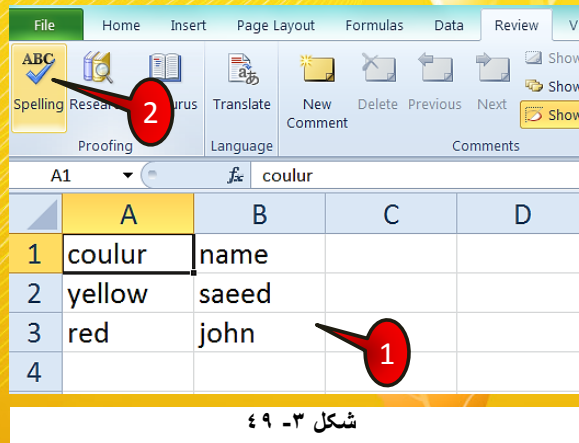 File Home Insert Page Layout Formulas Data Review V
ABC
Spelling Translate New Comment Delete Previous Next
Show
Show
Show
2
Proofing Language Comments
A1 fx coulur
A B C D
1 coulur name
2 yellow saeed
3 red john
1
4
شكل ٣- ٤٩